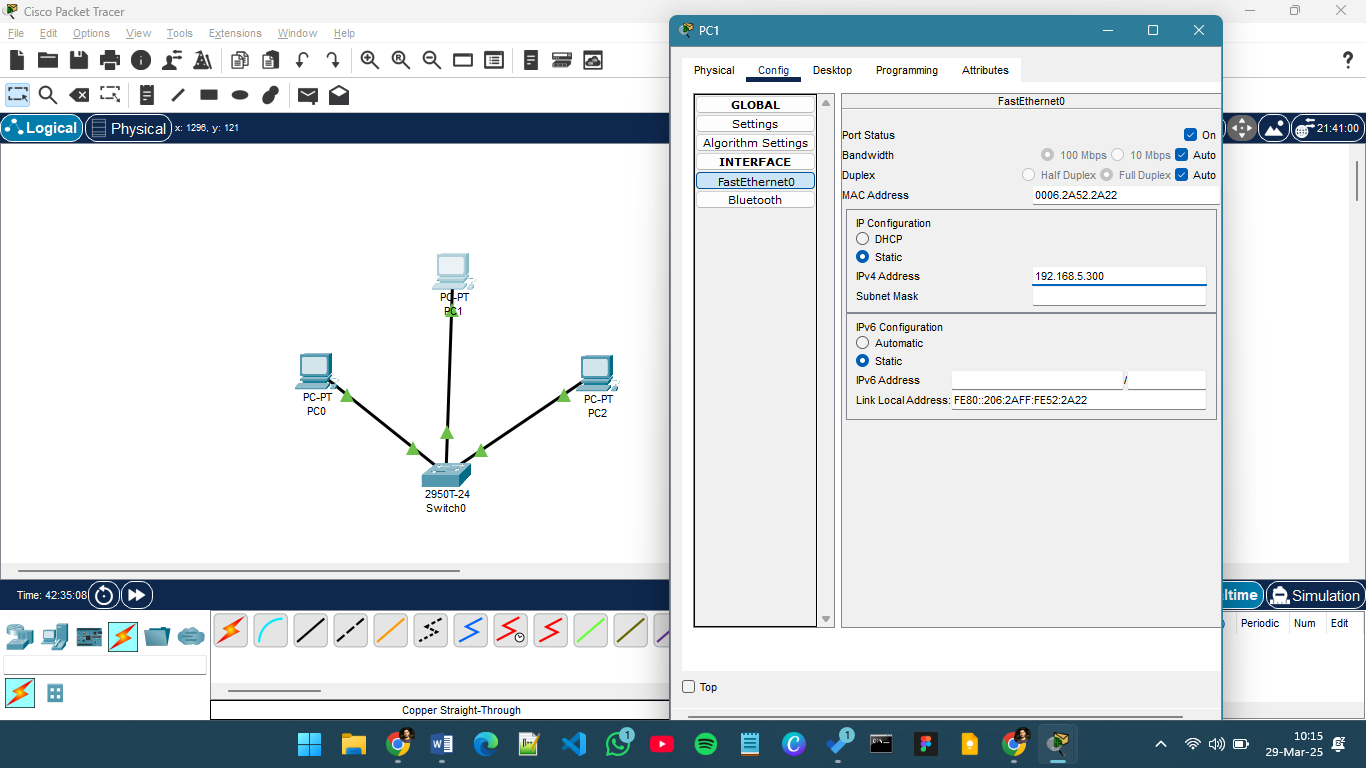 Cisco Packet Tracer
File Edit Options View Tools Extensions Window Help
Logical Physical x: 1296, y: 121
21:41:00
PC-PT
PC1
PC-PT
PC0
PC-PT
PC2
2950T-24
Switch0
Time: 42:35:08
Copper Straight-Through
PC1
Physical Config Desktop Programming Attributes
GLOBAL
Settings
Algorithm Settings
INTERFACE
FastEthernet0
Bluetooth
FastEthernet0
Port Status On
Bandwidth 100 Mbps 10 Mbps Auto
Duplex Half Duplex Full Duplex Auto
MAC Address 0006.2A52.2A22
IP Configuration
DHCP
Static
IPv4 Address 192.168.5.300
Subnet Mask
IPv6 Configuration
Automatic
Static
IPv6 Address /
Link Local Address: FE80::206:2AFF:FE52:2A22
Top
ltime Simulation
Periodic Num Edit
1
1
10:15
29-Mar-25